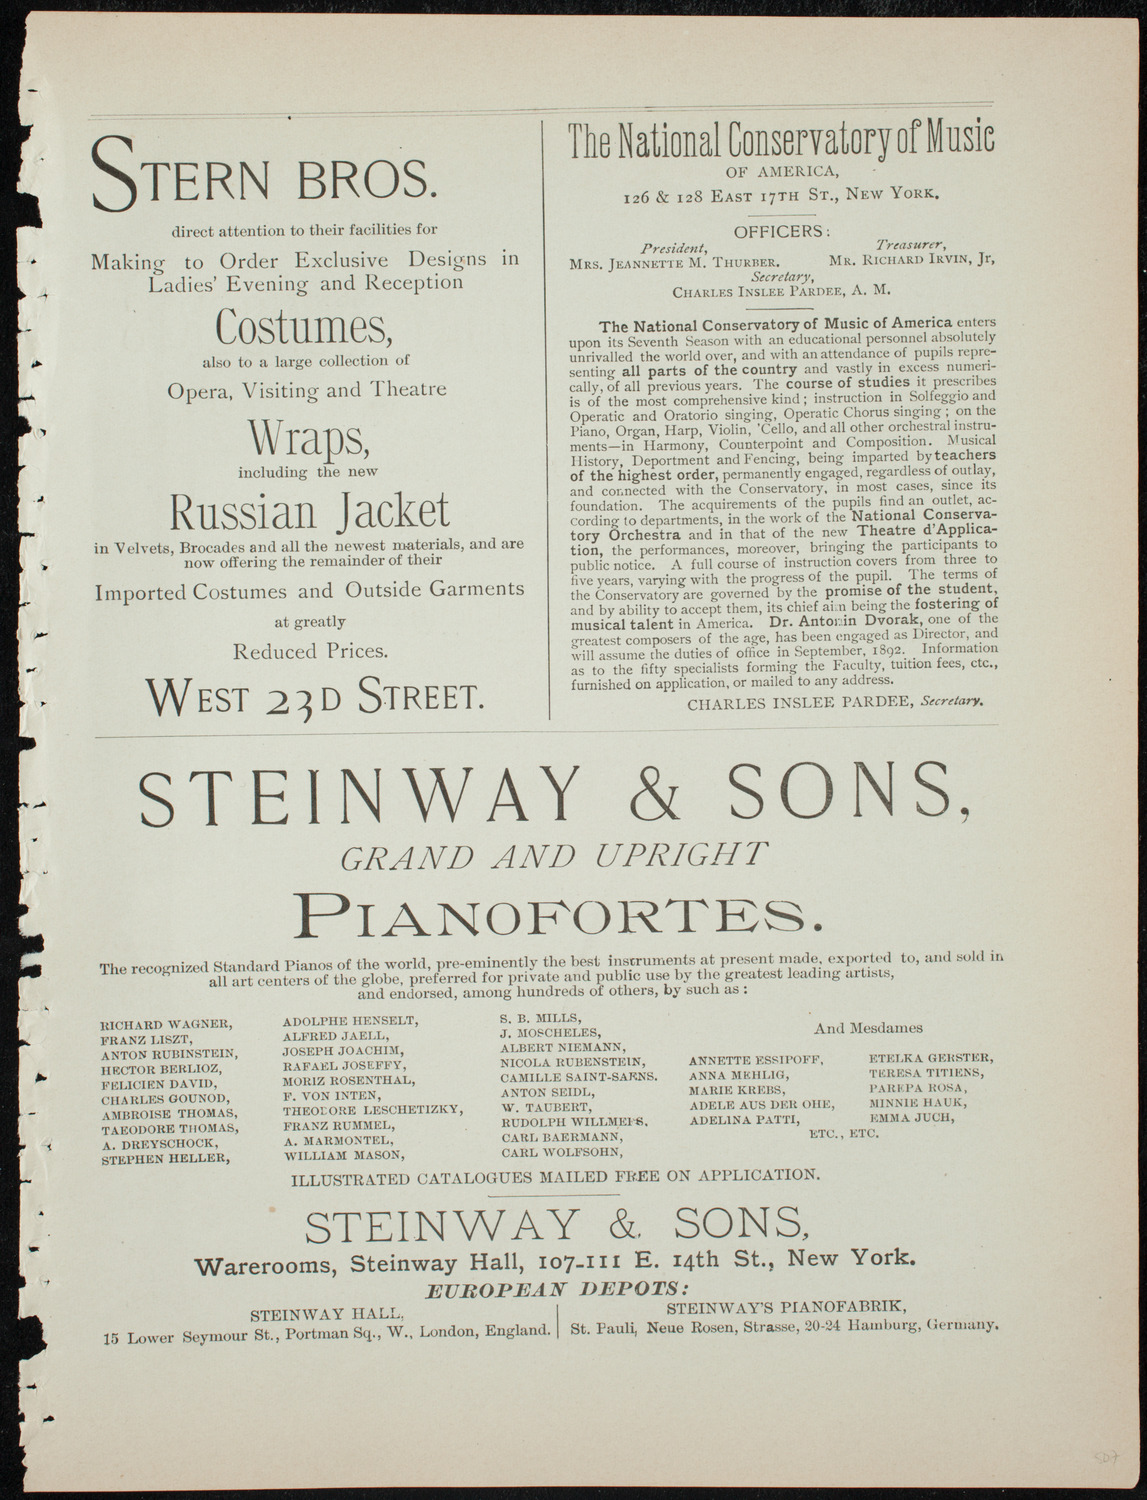 STERN BROS.
direct attention to their facilities for
Making to Order Exclusive Designs in
Ladies' Evening and Reception
Costumes,
also to a large collection of
Opera, Visiting and Theatre
Wraps,
including the new
Russian Jacket
in Velvets, Brocades and all the newest materials, and are
now offering the remainder of their
Imported Costumes and Outside Garments
at greatly
Reduced Prices.
WEST 23D STREET.
The National Conservatory of Music
OF AMERICA,
126 & 128 EAST 17TH ST., NEW YORK.
OFFICERS:
President, Treasurer,
MRS. JEANNETTE M. THURBER. MR. RICHARD IRVIN, Jr,
Secretary,
CHARLES INSLEE PARDEE, A. M.
The National Conservatory of Music of America enters
upon its Seventh Season with an educational personnel absolutely
unrivalled the world over, and with an attendance of pupils repre-
senting all parts of the country and vastly in excess numeri-
cally, of all previous years. The course of studies it prescribes
is of the most comprehensive kind; instruction in Solfeggio and
Operatic and Oratorio singing, Operatic Chorus singing; on the
Piano, Organ, Harp, Violin, 'Cello, and all other orchestral instru-
ments—in Harmony, Counterpoint and Composition. Musical
History, Deportment and Fencing, being imparted by teachers
of the highest order, permanently engaged, regardless of outlay,
and connected with the Conservatory, in most cases, since its
foundation. The acquirements of the pupils find an outlet, ac-
cording to departments, in the work of the National Conserva-
tory Orchestra and in that of the new Theatre d'Applica-
tion, the performances, moreover, bringing the participants to
public notice. A full course of instruction covers from three to
five years, varying with the progress of the pupil. The terms of
the Conservatory are governed by the promise of the student,
and by ability to accept them, its chief aim being the fostering of
musical talent in America. Dr. Antonin Dvorak, one of the
greatest composers of the age, has been engaged as Director, and
will assume the duties of office in September, 1892. Information
as to the fifty specialists forming the Faculty, tuition fees, etc.,
furnished on application, or mailed to any address.
CHARLES INSLEE PARDEE, Secretary.
STEINWAY & SONS,
GRAND AND UPRIGHT
PIANOFORTES.
The recognized Standard Pianos of the world, pre-eminently the best instruments at present made, exported to, and sold in
all art centers of the globe, preferred for private and public use by the greatest leading artists,
and endorsed, among hundreds of others, by such as:
RICHARD WAGNER,
FRANZ LISZT,
ANTON RUBINSTEIN,
HECTOR BERLIOZ,
FELICIEN DAVID,
CHARLES GOUNOD,
AMBROISE THOMAS,
TAEODORE THOMAS,
A. DREYSCHOCK,
STEPHEN HELLER,
ADOLPHE HENSELT,
ALFRED JAELL,
JOSEPH JOACHIM,
RAFAEL JOSEFFY,
MORIZ ROSENTHAL,
F. VON INTEN,
THEODORE LESCHETIZKY,
FRANZ RUMMEL,
A. MARMONTEL,
WILLIAM MASON,
S. B. MILLS,
J. MOSCHELES,
ALBERT NIEMANN,
NICOLA RUBENSTEIN,
CAMILLE SAINT-SAENS.
ANTON SEIDL,
W. TAUBERT,
RUDOLPH WILLMERS,
CARL BAERMANN,
CARL WOLFSOHN,
And Mesdames
ANNETTE ESSIPOFF,
ANNA MEHLIG,
MARIE KREBS,
ADELE AUS DER OHE,
ADELINA PATTI,
ETELKA GERSTER,
TERESA TITIENS,
PAREPA ROSA,
MINNIE HAUK,
EMMA JUCH,
ETC., ETC.
ILLUSTRATED CATALOGUES MAILED FREE ON APPLICATION.
STEINWAY & SONS,
Warerooms, Steinway Hall, 107-111 E. 14th St., New York.
EUROPEAN DEPOTS:
STEINWAY HALL,
15 Lower Seymour St., Portman Sq., W., London, England.
STEINWAY'S PIANOFABRIK,
St. Pauli, Neue Rosen, Strasse, 20-24 Hamburg, Germany.
507